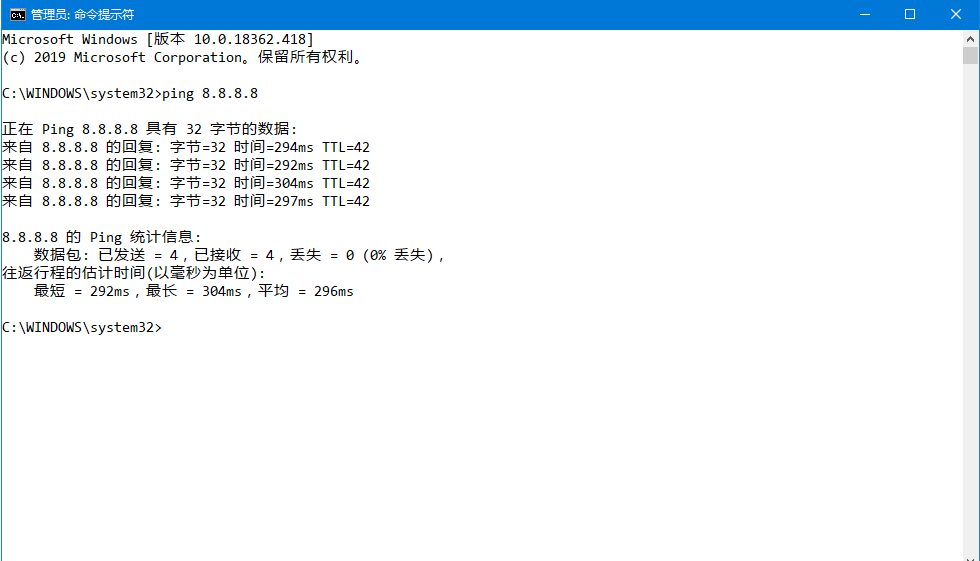 管理员: 命令提示符
Microsoft Windows [版本 10.0.18362.418]
(c) 2019 Microsoft Corporation。保留所有权利。
C:\WINDOWS\system32>ping 8.8.8.8
正在 Ping 8.8.8.8 具有 32 字节的数据:
来自 8.8.8.8 的回复: 字节=32 时间=294ms TTL=42
来自 8.8.8.8 的回复: 字节=32 时间=292ms TTL=42
来自 8.8.8.8 的回复: 字节=32 时间=304ms TTL=42
来自 8.8.8.8 的回复: 字节=32 时间=297ms TTL=42
8.8.8.8 的 Ping 统计信息:
    数据包: 已发送 = 4，已接收 = 4，丢失 = 0 (0% 丢失)，
往返行程的估计时间(以毫秒为单位):
    最短 = 292ms，最长 = 304ms，平均 = 296ms
C:\WINDOWS\system32>